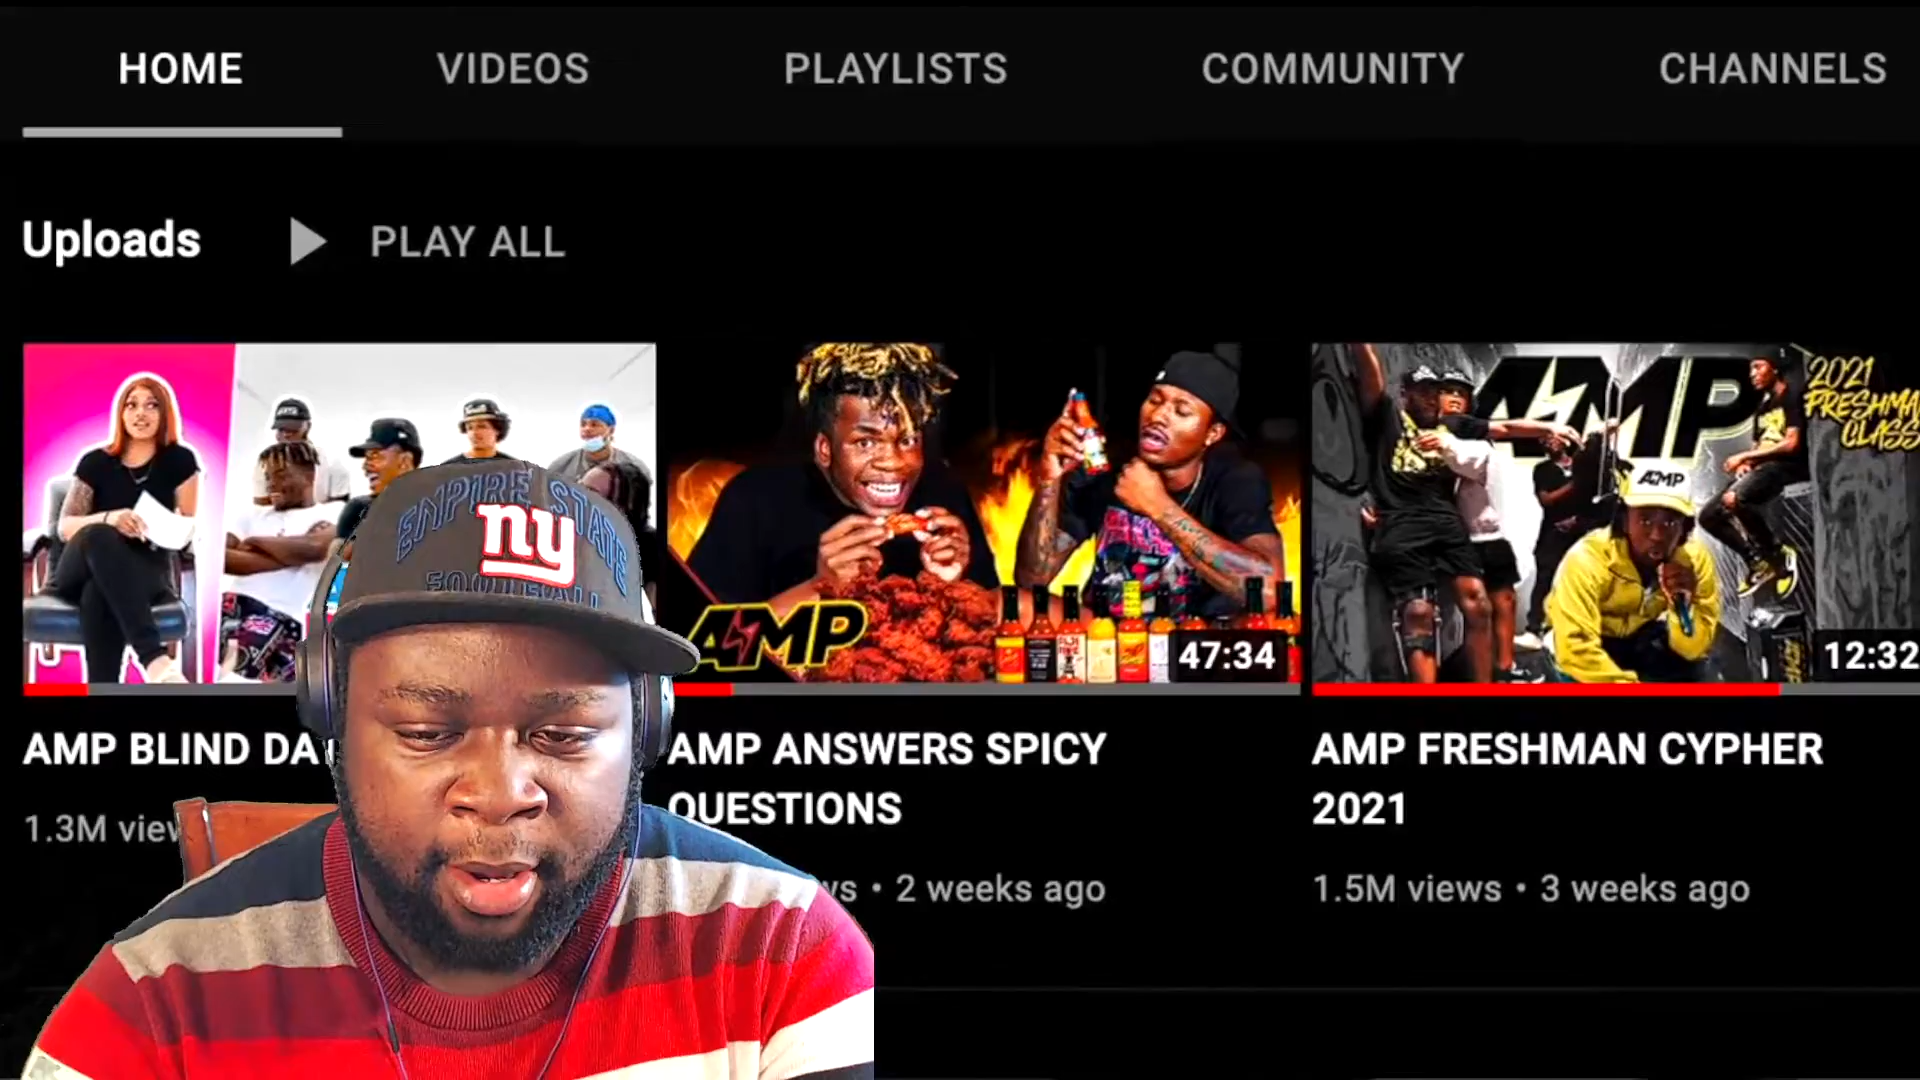 HOME VIDEOS PLAYLISTS COMMUNITY CHANNELS
Uploads PLAY ALL
AMP
2021
AMP
AMP
EMPIRE STATE
ny
FOOTBALL
47:34
12:32
AMP BLIND
AMP ANSWERS SPICY
QUESTIONS
AMP FRESHMAN CYPHER
2021
1.3M
2 weeks ago
1.5M views • 3 weeks ago